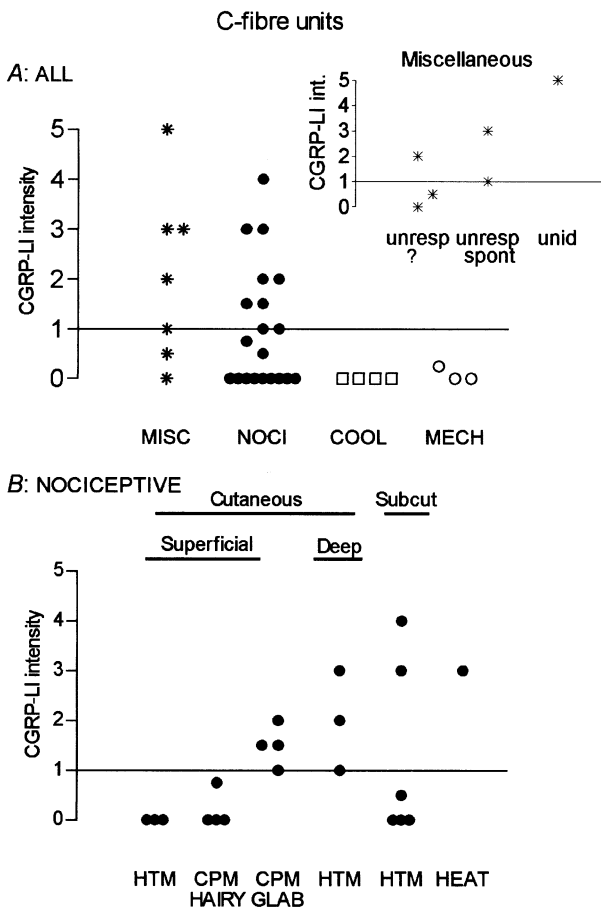 C-fibre units
A: ALL
Miscellaneous
CGRP-LI int.
5
4
3
2
1
0
unresp unresp unid
? spont
CGRP-LI intensity
5
4
3
2
1
0
MISC NOCI COOL MECH
B: NOCICEPTIVE
Cutaneous Subcut
Superficial Deep
CGRP-LI intensity
5
4
3
2
1
0
HTM CPM CPM HTM HTM HEAT
HAIRY GLAB